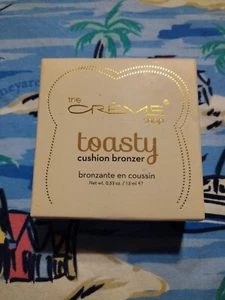 the
CRÈME
shop
toasty
cushion bronzer
bronzante en coussin
Net wt. 0.53 oz. / 15 ml ℮